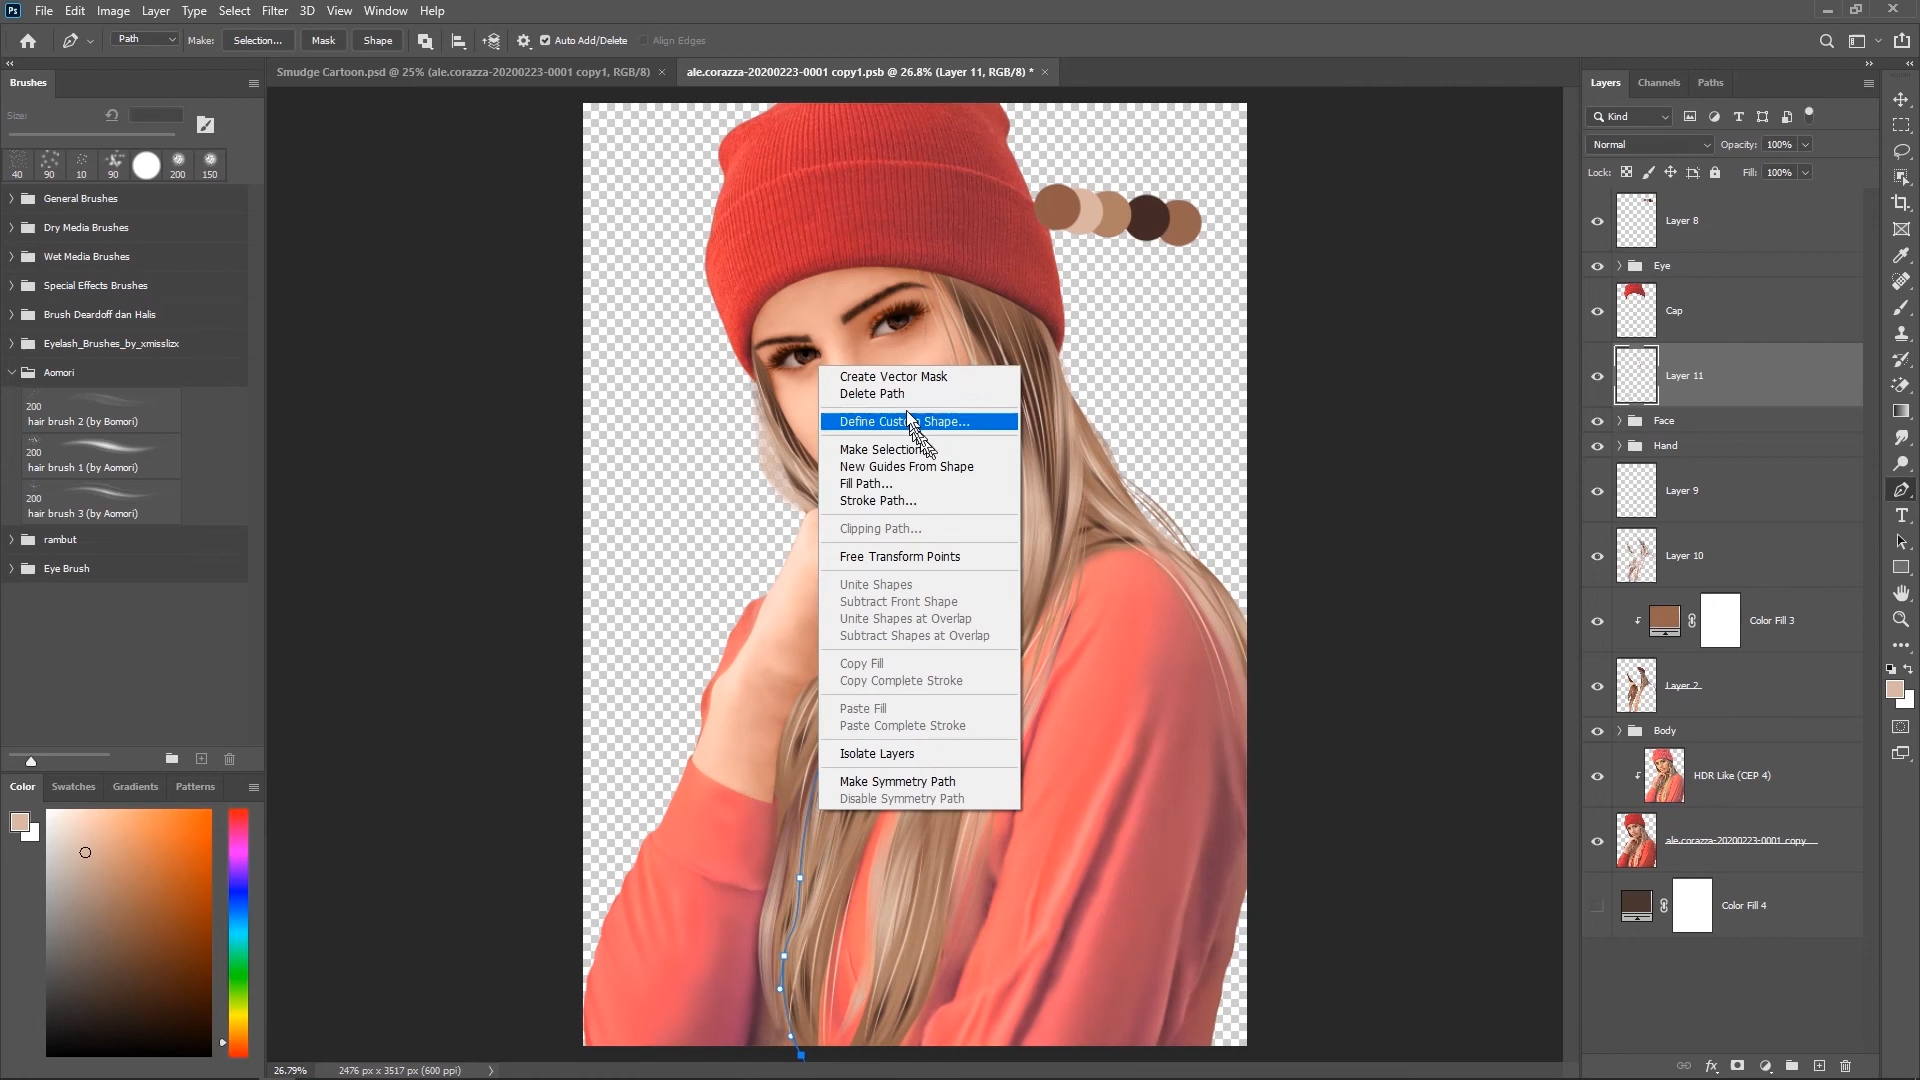 Ps File Edit Image Layer Type Select Filter 3D View Window Help
Path Make: Selection... Mask Shape Auto Add/Delete Align Edges
Smudge Cartoon.psd @ 25% (ale.corazza-20200223-0001 copy1, RGB/8) ×
ale.corazza-20200223-0001 copy1.psb @ 26.8% (Layer 11, RGB/8) * ×
Brushes
Size:
40 90 10 90 200 150
General Brushes
Dry Media Brushes
Wet Media Brushes
Special Effects Brushes
Brush Deardoff dan Halis
Eyelash_Brushes_by_xmisslizx
Aomori
200
hair brush 2 (by Bomori)
200
hair brush 1 (by Aomori)
200
hair brush 3 (by Aomori)
rambut
Eye Brush
Color Swatches Gradients Patterns
Create Vector Mask
Delete Path
Define Custom Shape...
Make Selection
New Guides From Shape
Fill Path...
Stroke Path...
Clipping Path...
Free Transform Points
Unite Shapes
Subtract Front Shape
Unite Shapes at Overlap
Subtract Shapes at Overlap
Copy Fill
Copy Complete Stroke
Paste Fill
Paste Complete Stroke
Isolate Layers
Make Symmetry Path
Disable Symmetry Path
26.79% 2476 px x 3517 px (600 ppi)
Layers Channels Paths
Kind
Normal Opacity: 100%
Lock: Fill: 100%
Layer 8
Eye
Cap
Layer 11
Face
Hand
Layer 9
Layer 10
Color Fill 3
Layer 2
Body
HDR Like (CEP 4)
ale.corazza-20200223-0001 copy
Color Fill 4